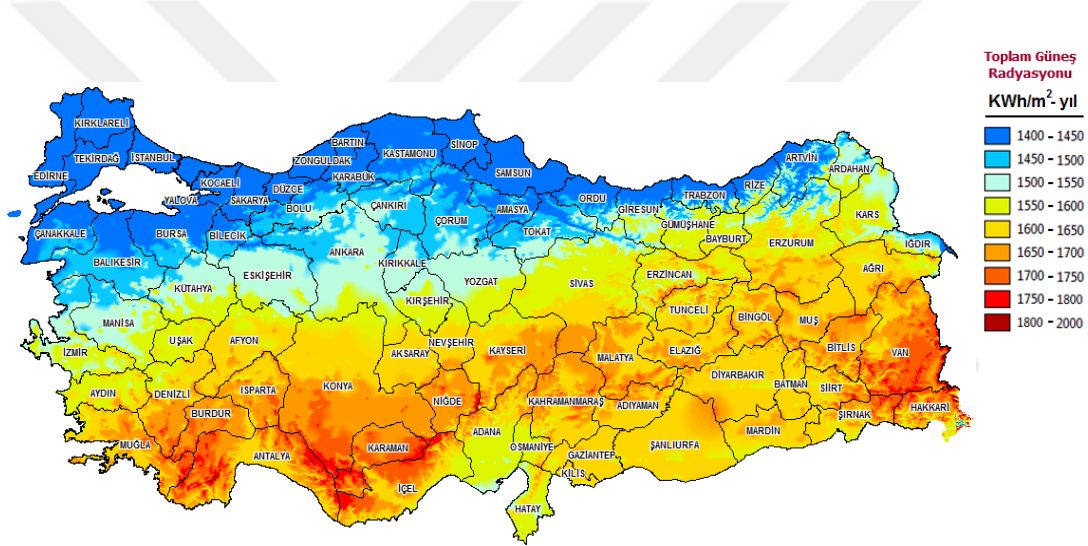 Toplam Güneş
Radyasyonu
KWh/m²- yıl
1400 - 1450
1450 - 1500
1500 - 1550
1550 - 1600
1600 - 1650
1650 - 1700
1700 - 1750
1750 - 1800
1800 - 2000
KIRKLARELİ
TEKİRDAĞ
İSTANBUL
EDİRNE
KOCAELİ
YALOVA
SAKARYA
DÜZCE
BOLU
ZONGULDAK
BARTIN
KARABÜK
KASTAMONU
SİNOP
SAMSUN
ÇANKIRI
ÇORUM
AMASYA
TOKAT
ORDU
GİRESUN
TRABZON
RİZE
ARTVİN
ARDAHAN
GÜMÜŞHANE
BAYBURT
ERZURUM
KARS
IĞDIR
AĞRI
ÇANAKKALE
BALIKESİR
BURSA
BİLECİK
KÜTAHYA
ESKİŞEHİR
ANKARA
KIRIKKALE
KIRŞEHİR
YOZGAT
SİVAS
ERZİNCAN
TUNCELİ
BİNGÖL
MUŞ
BİTLİS
VAN
MANİSA
İZMİR
UŞAK
AFYON
AKSARAY
NEVŞEHİR
KAYSERİ
MALATYA
ELAZIĞ
DİYARBAKIR
BATMAN
SİİRT
ŞIRNAK
HAKKARİ
AYDIN
DENİZLİ
ISPARTA
BURDUR
KONYA
NİĞDE
KAHRAMANMARAŞ
ADIYAMAN
MARDİN
MUĞLA
ANTALYA
KARAMAN
İÇEL
ADANA
OSMANİYE
GAZİANTEP
ŞANLIURFA
KİLİS
HATAY